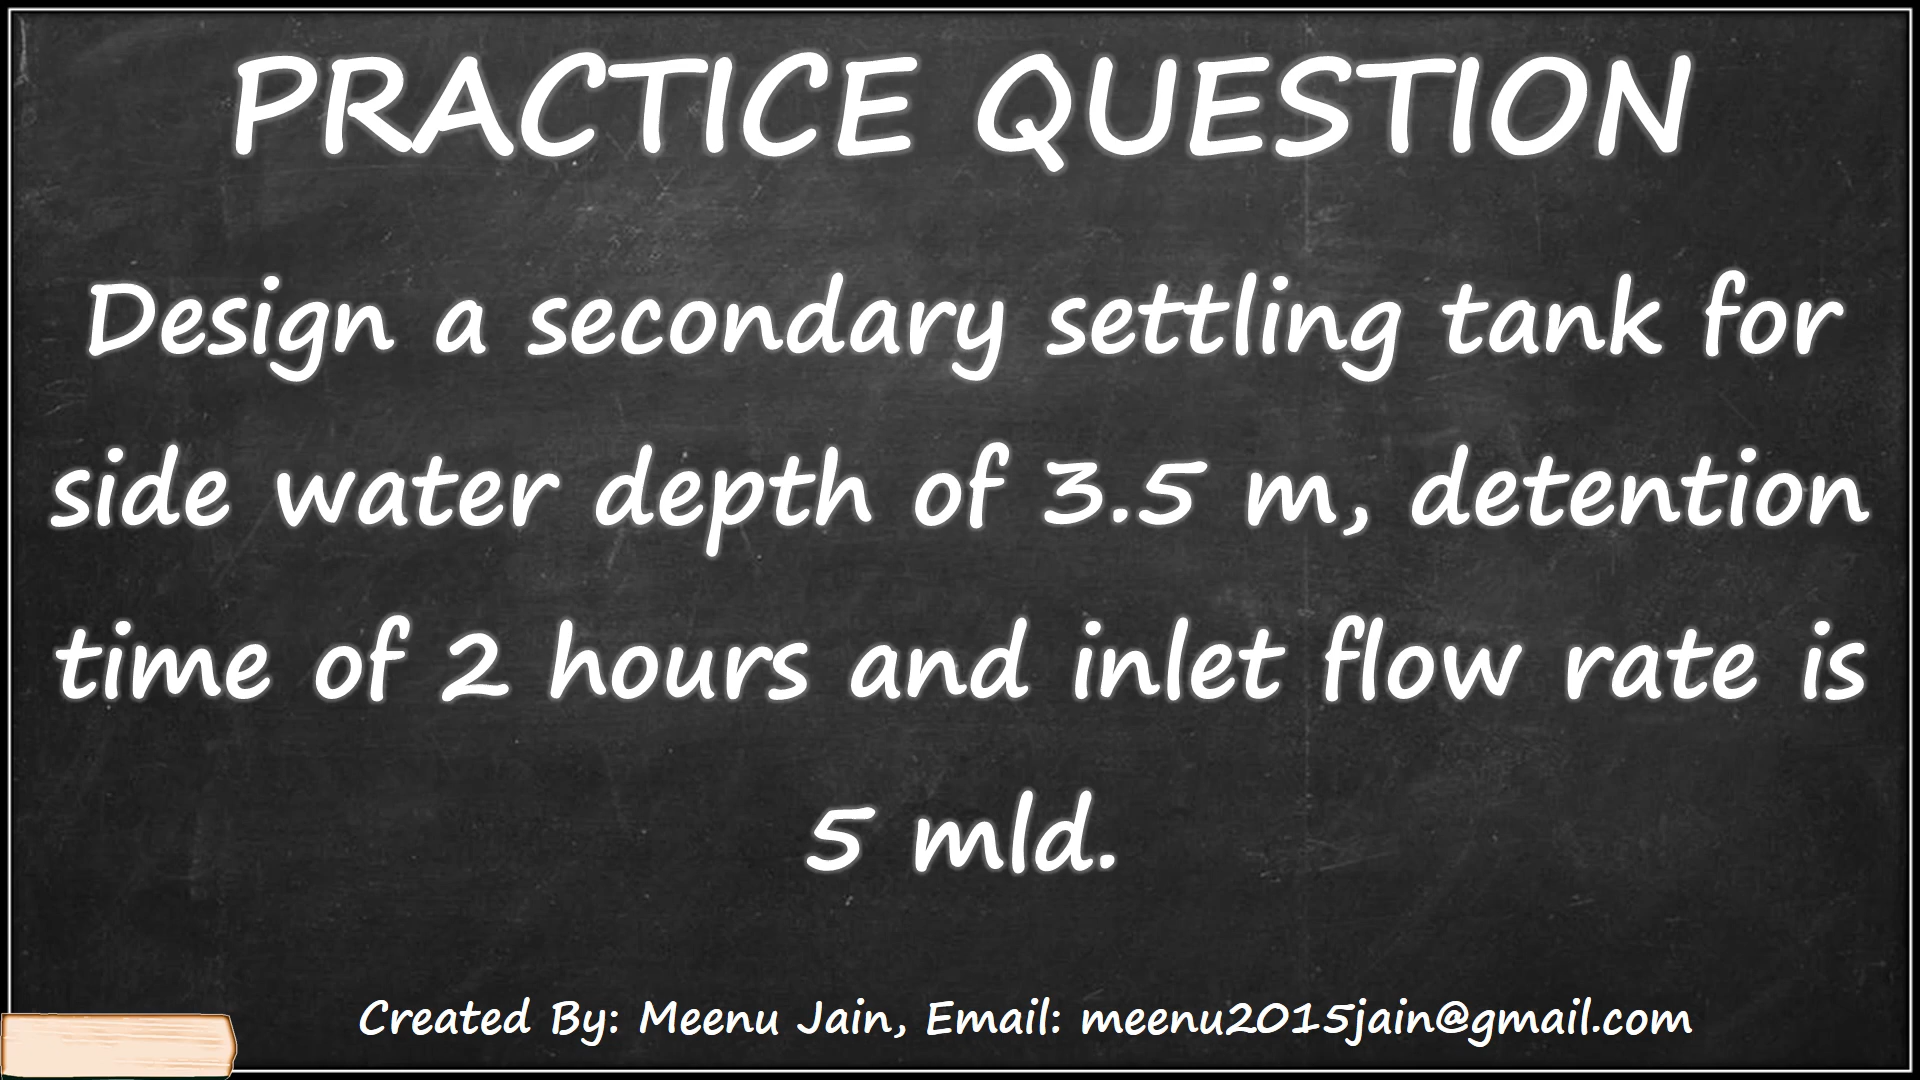 PRACTICE QUESTION
Design a secondary settling tank for
side water depth of 3.5 m, detention
time of 2 hours and inlet flow rate is
5 mld.
Created By: Meenu Jain, Email: meenu2015jain@gmail.com